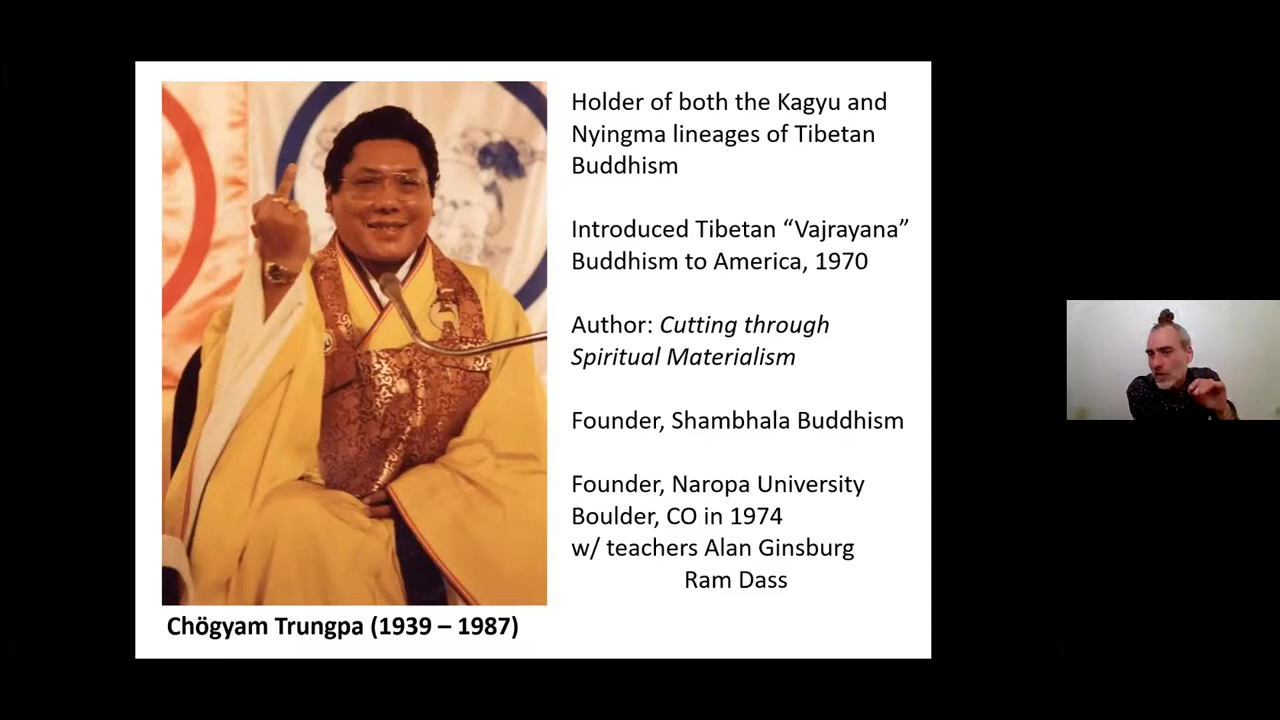 Holder of both the Kagyu and
Nyingma lineages of Tibetan
Buddhism
Introduced Tibetan “Vajrayana”
Buddhism to America, 1970
Author: Cutting through
Spiritual Materialism
Founder, Shambhala Buddhism
Founder, Naropa University
Boulder, CO in 1974
w/ teachers Alan Ginsburg
Ram Dass
Chögyam Trungpa (1939 – 1987)